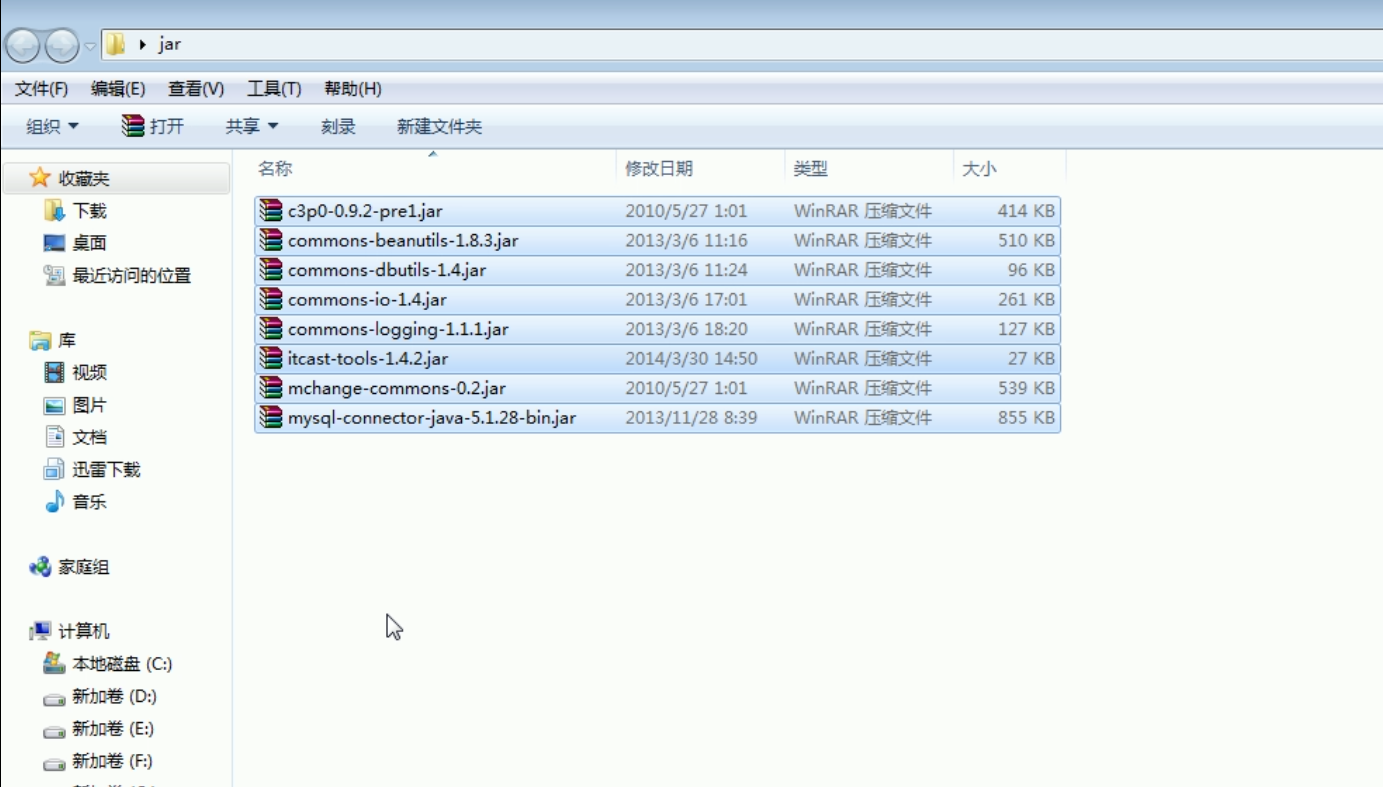 jar
文件(F) 编辑(E) 查看(V) 工具(T) 帮助(H)
组织 打开 共享 刻录 新建文件夹
收藏夹
下载
桌面
最近访问的位置
库
视频
图片
文档
迅雷下载
音乐
家庭组
计算机
本地磁盘 (C:)
新加卷 (D:)
新加卷 (E:)
新加卷 (F:)
名称 修改日期 类型 大小
c3p0-0.9.2-pre1.jar 2010/5/27 1:01 WinRAR 压缩文件 414 KB
commons-beanutils-1.8.3.jar 2013/3/6 11:16 WinRAR 压缩文件 510 KB
commons-dbutils-1.4.jar 2013/3/6 11:24 WinRAR 压缩文件 96 KB
commons-io-1.4.jar 2013/3/6 17:01 WinRAR 压缩文件 261 KB
commons-logging-1.1.1.jar 2013/3/6 18:20 WinRAR 压缩文件 127 KB
itcast-tools-1.4.2.jar 2014/3/30 14:50 WinRAR 压缩文件 27 KB
mchange-commons-0.2.jar 2010/5/27 1:01 WinRAR 压缩文件 539 KB
mysql-connector-java-5.1.28-bin.jar 2013/11/28 8:39 WinRAR 压缩文件 855 KB